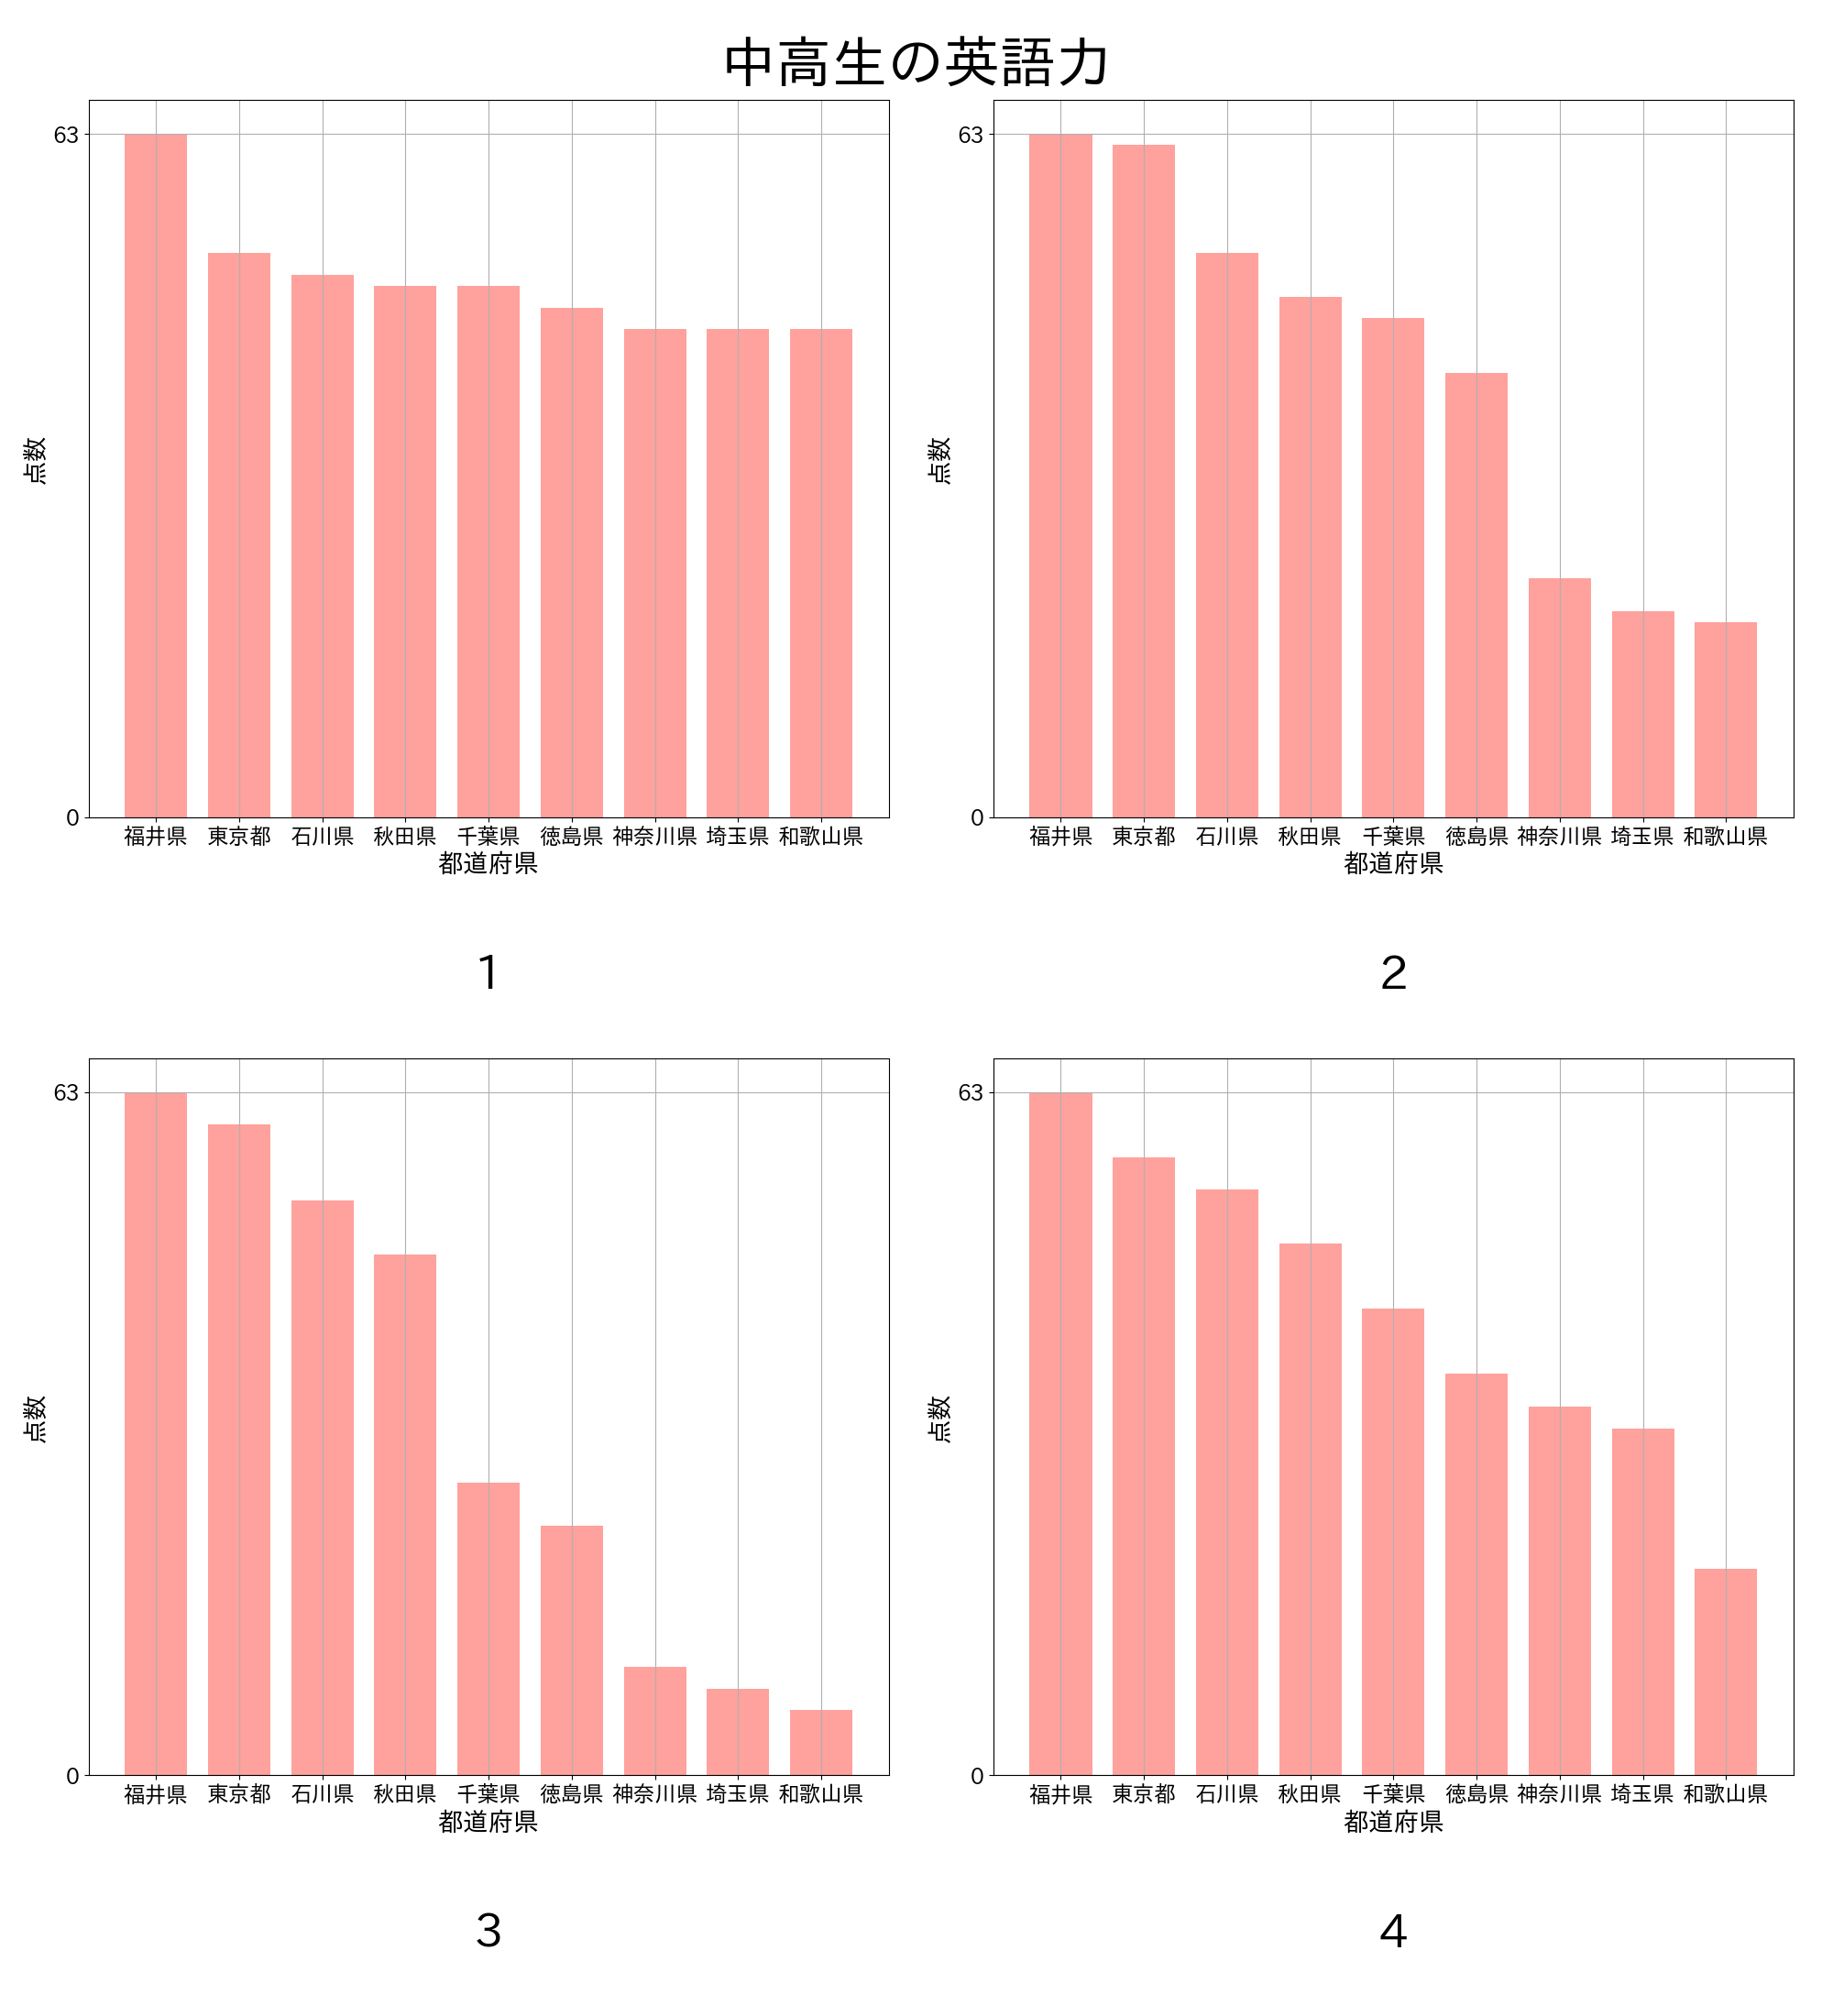 中高生の英語力
63
0
点数
福井県 東京都 石川県 秋田県 千葉県 徳島県 神奈川県 埼玉県 和歌山県
都道府県
1
63
0
点数
福井県 東京都 石川県 秋田県 千葉県 徳島県 神奈川県 埼玉県 和歌山県
都道府県
2
63
0
点数
福井県 東京都 石川県 秋田県 千葉県 徳島県 神奈川県 埼玉県 和歌山県
都道府県
3
63
0
点数
福井県 東京都 石川県 秋田県 千葉県 徳島県 神奈川県 埼玉県 和歌山県
都道府県
4